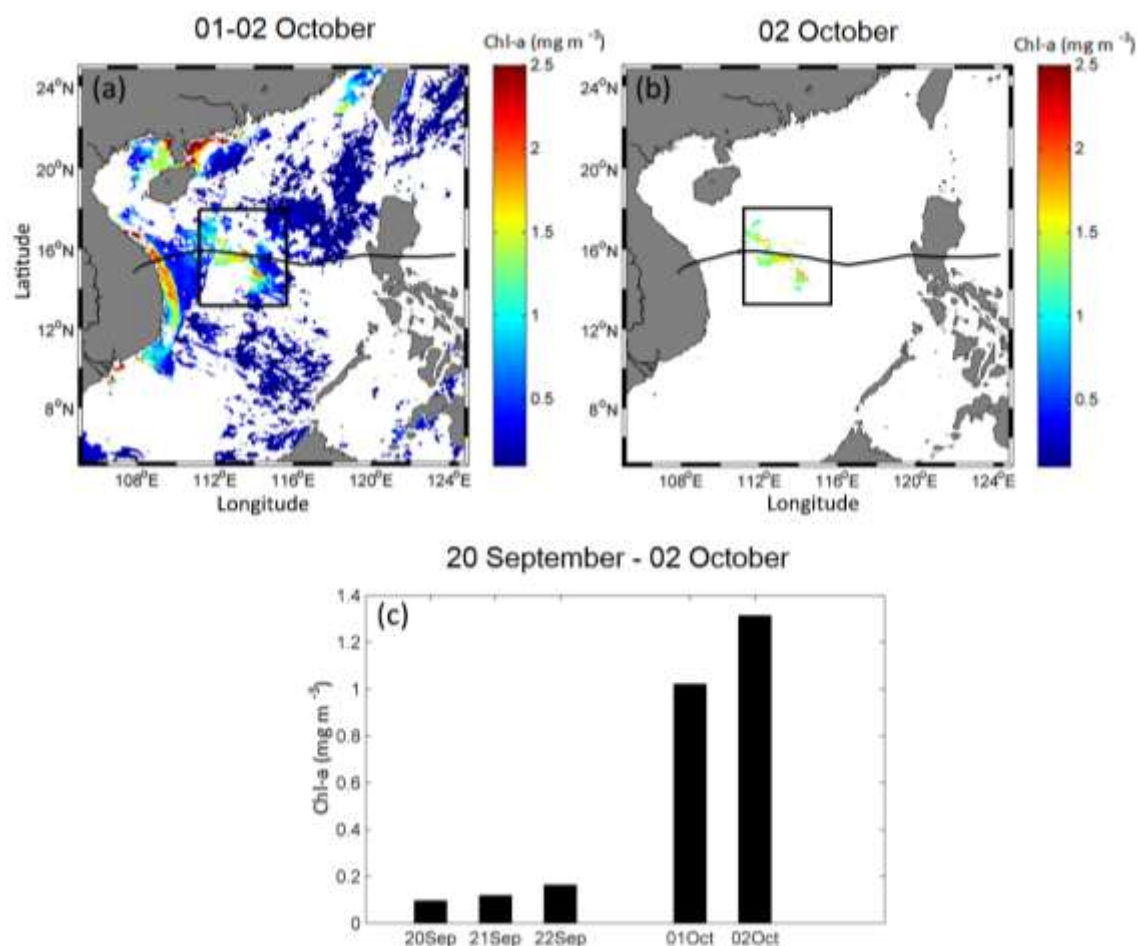 01-02 October
02 October
Chl-a (mg m -3)
Chl-a (mg m -3)
(a)
(b)
24°N
20°N
16°N
12°N
8°N
Latitude
108°E 112°E 116°E 120°E 124°E
Longitude
2.5
2
1.5
1
0.5
24°N
20°N
16°N
12°N
8°N
108°E 112°E 116°E 120°E 124°E
Longitude
2.5
2
1.5
1
0.5
20 September - 02 October
(c)
1.4
1.2
1
0.8
0.6
0.4
0.2
0
Chl-a (mg m -3)
20Sep 21Sep 22Sep 01Oct 02Oct